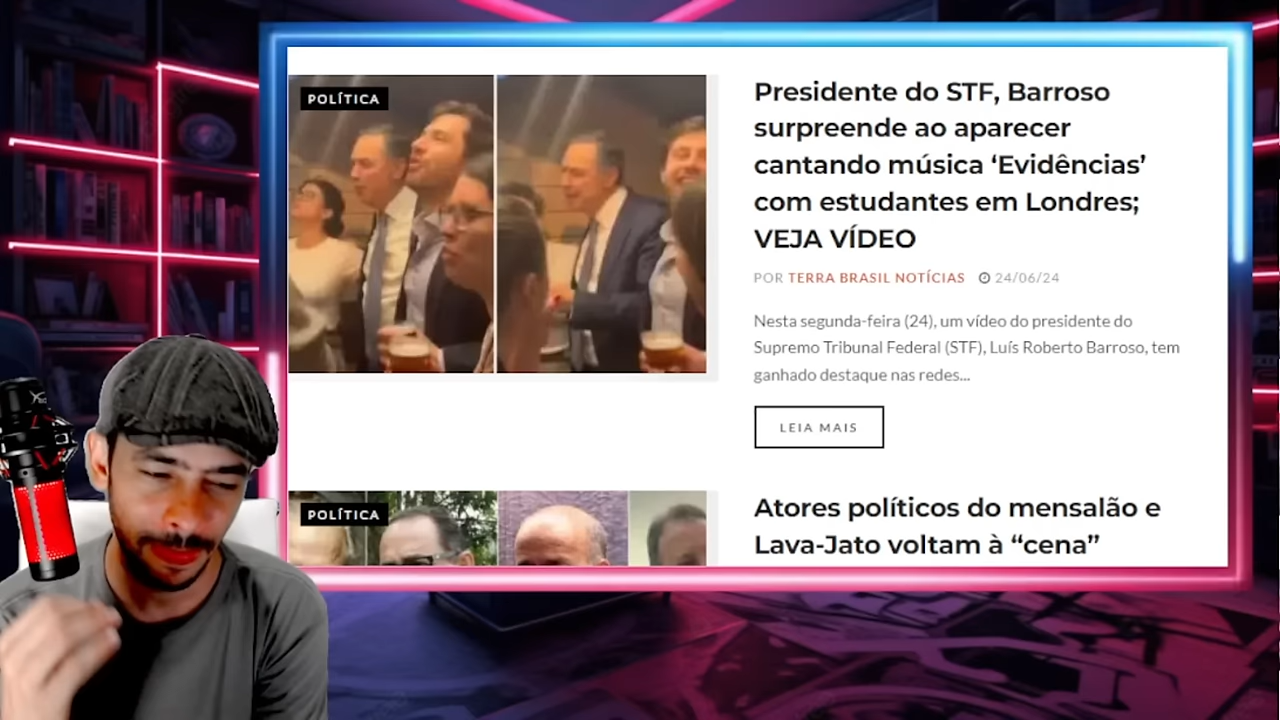 POLÍTICA
Presidente do STF, Barroso
surpreende ao aparecer
cantando música ‘Evidências’
com estudantes em Londres;
VEJA VÍDEO
POR TERRA BRASIL NOTÍCIAS 24/06/24
Nesta segunda-feira (24), um vídeo do presidente do
Supremo Tribunal Federal (STF), Luís Roberto Barroso, tem
ganhado destaque nas redes...
LEIA MAIS
POLÍTICA
Atores políticos do mensalão e
Lava-Jato voltam à “cena”